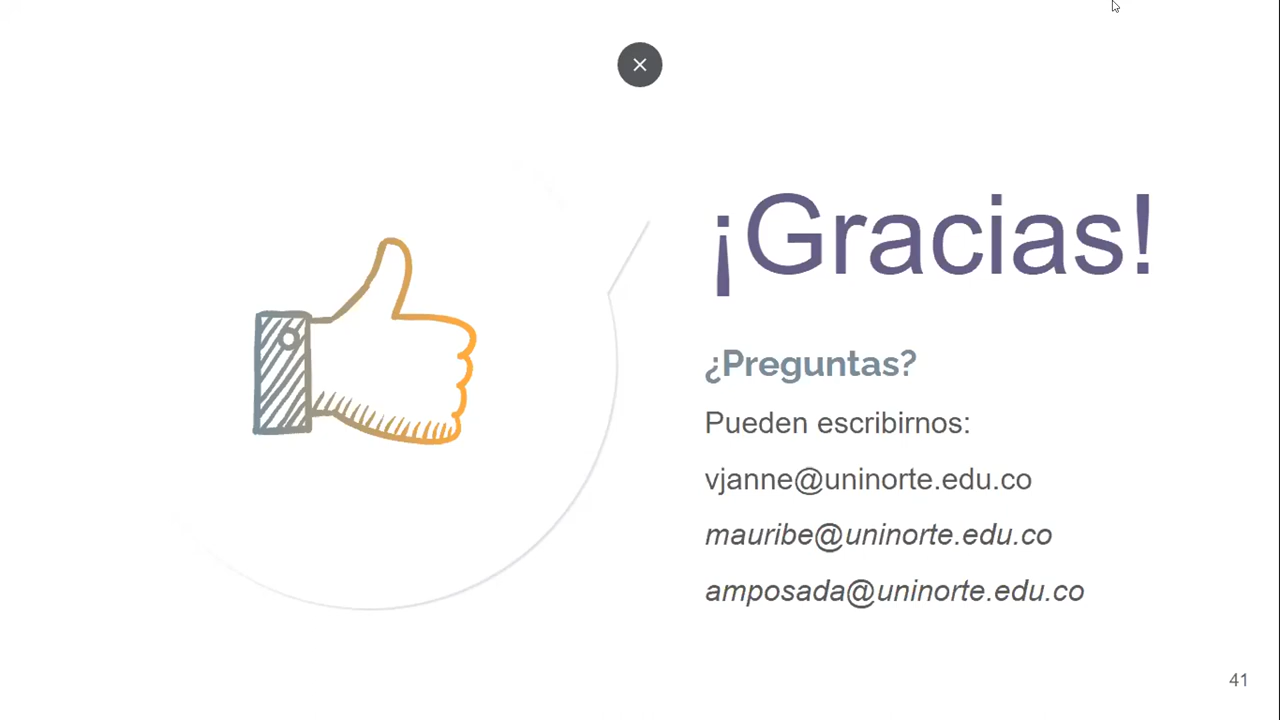 ¡Gracias!
¿Preguntas?
Pueden escribirnos:
vjanne@uninorte.edu.co
mauribe@uninorte.edu.co
amposada@uninorte.edu.co
41